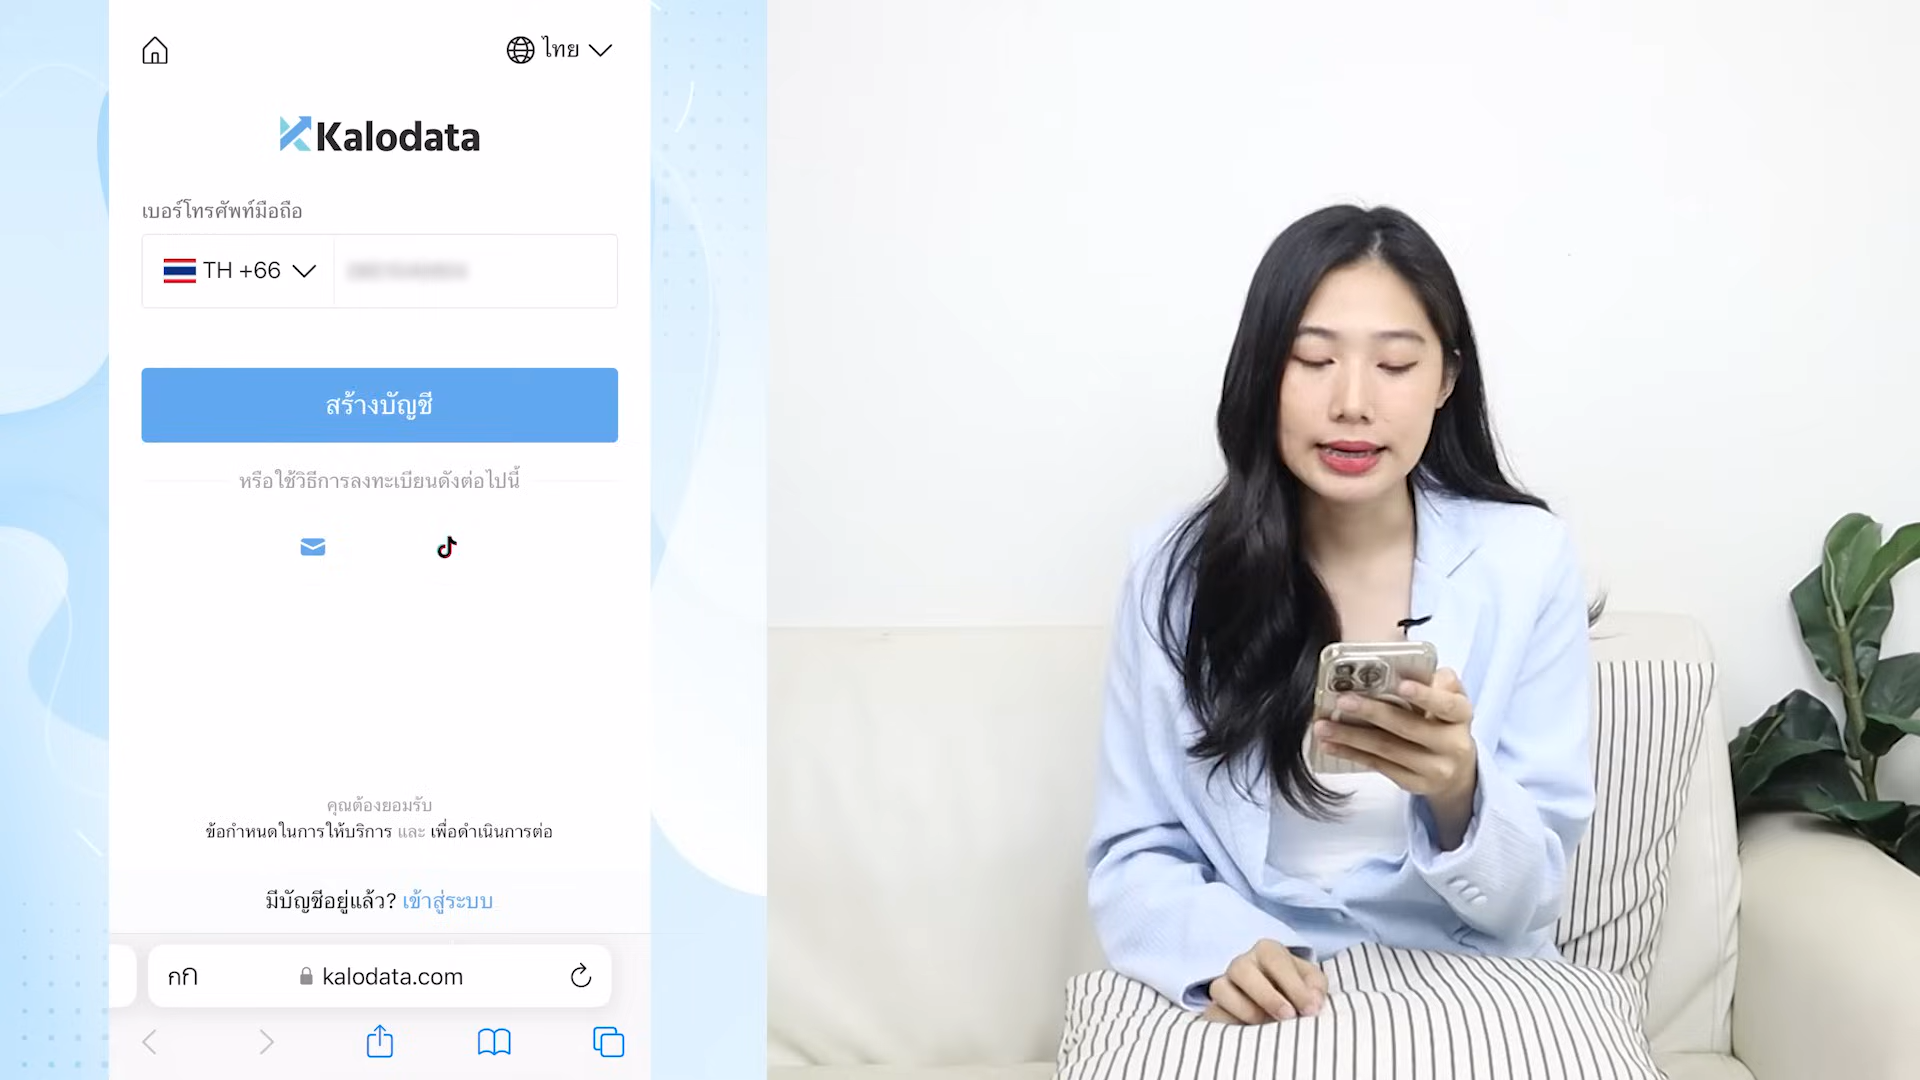 ไทย
Kalodata
เบอร์โทรศัพท์มือถือ
TH +66
สร้างบัญชี
หรือใช้วิธีการลงทะเบียนดังต่อไปนี้
คุณต้องยอมรับ
ข้อกำหนดในการให้บริการ และ เพื่อดำเนินการต่อ
มีบัญชีอยู่แล้ว? เข้าสู่ระบบ
กก kalodata.com